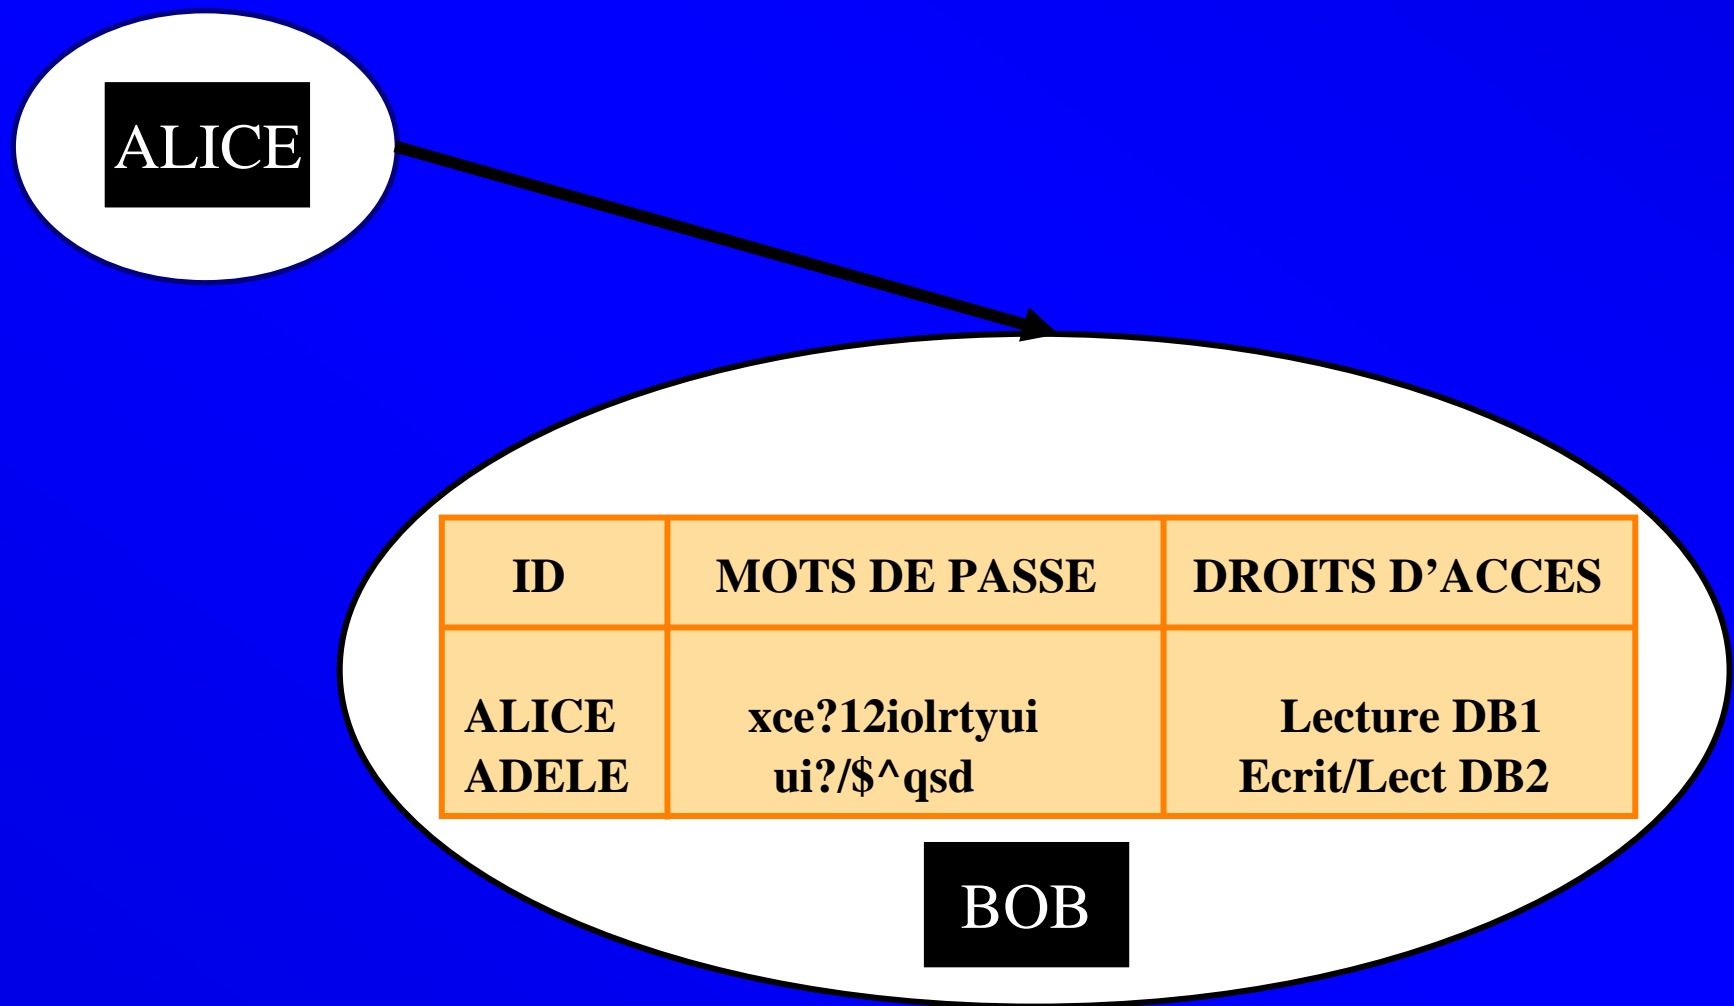 ALICE
ID MOTS DE PASSE DROITS D’ACCES
ALICE xce?12iolrtyui Lecture DB1
ADELE ui?/$^qsd Ecrit/Lect DB2
BOB